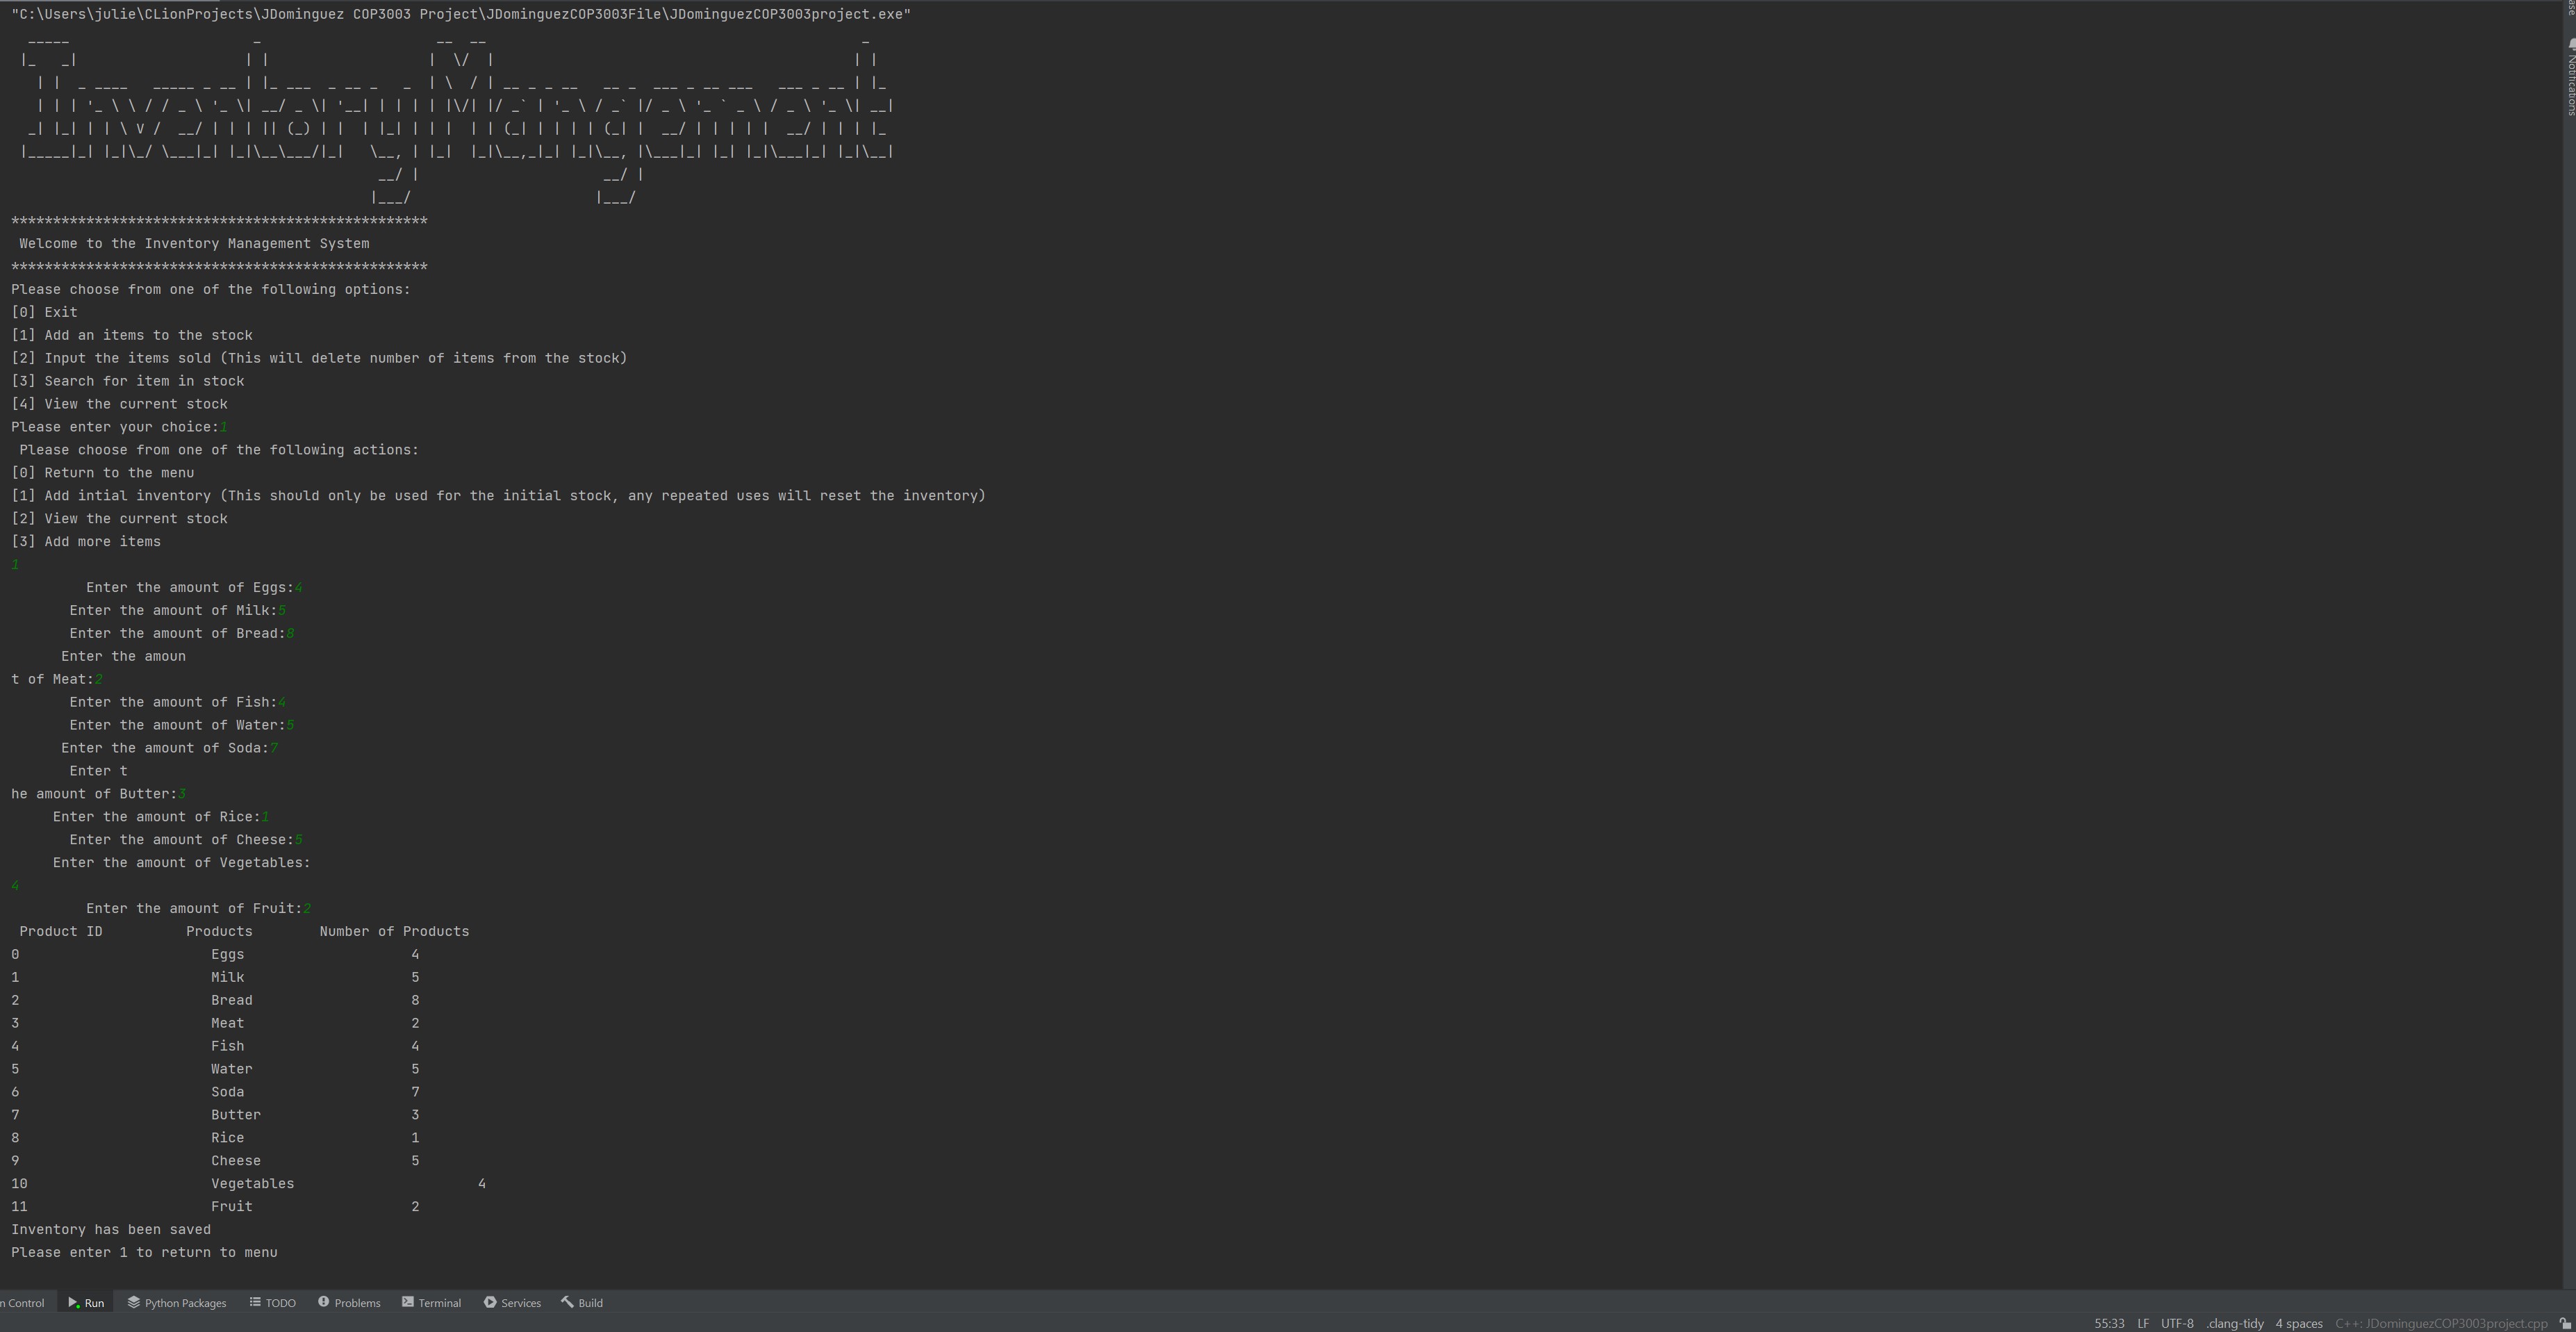 "C:\Users\julie\CLionProjects\JDominguez COP3003 Project\JDominguezCOP3003File\JDominguezCOP3003project.exe"
Inventory Management
**************************************************
Welcome to the Inventory Management System
**************************************************
Please choose from one of the following options:
[0] Exit
[1] Add an items to the stock
[2] Input the items sold (This will delete number of items from the stock)
[3] Search for item in stock
[4] View the current stock
Please enter your choice:1
Please choose from one of the following actions:
[0] Return to the menu
[1] Add intial inventory (This should only be used for the initial stock, any repeated uses will reset the inventory)
[2] View the current stock
[3] Add more items
1
Enter the amount of Eggs:4
Enter the amount of Milk:5
Enter the amount of Bread:8
Enter the amoun
t of Meat:2
Enter the amount of Fish:4
Enter the amount of Water:5
Enter the amount of Soda:7
Enter t
he amount of Butter:3
Enter the amount of Rice:1
Enter the amount of Cheese:5
Enter the amount of Vegetables:
4
Enter the amount of Fruit:2
Product ID Products Number of Products
0 Eggs 4
1 Milk 5
2 Bread 8
3 Meat 2
4 Fish 4
5 Water 5
6 Soda 7
7 Butter 3
8 Rice 1
9 Cheese 5
10 Vegetables 4
11 Fruit 2
Inventory has been saved
Please enter 1 to return to menu
n Control Run Python Packages TODO Problems Terminal Services Build
55:33 LF UTF-8 .clang-tidy 4 spaces C++: JDominguezCOP3003project.cpp
Notifications